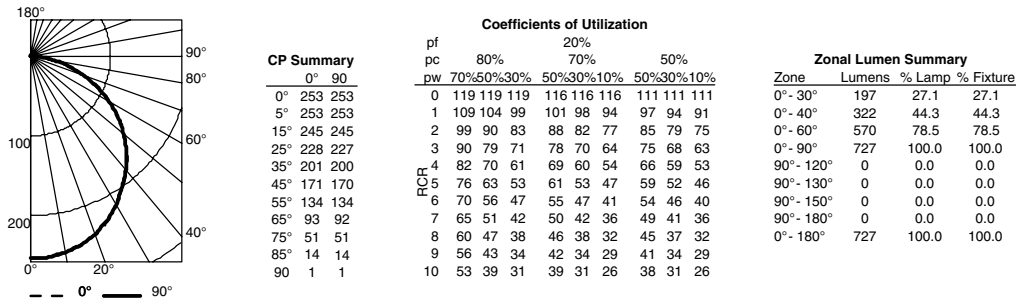 180°
90°
80°
100
60°
200
40°
0° 20°
0° 90°
CP Summary
0° 90
0° 253 253
5° 253 253
15° 245 245
25° 228 227
35° 201 200
45° 171 170
55° 134 134
65° 93 92
75° 51 51
85° 14 14
90 1 1
Coefficients of Utilization
pf 20%
pc 80% 70% 50%
pw 70%50%30% 50%30%10% 50%30%10%
RCR
0 119 119 119 116 116 116 111 111 111
1 109 104 99 101 98 94 97 94 91
2 99 90 83 88 82 77 85 79 75
3 90 79 71 78 70 64 75 68 63
4 82 70 61 69 60 54 66 59 53
5 76 63 53 61 53 47 59 52 46
6 70 56 47 55 47 41 54 46 40
7 65 51 42 50 42 36 49 41 36
8 60 47 38 46 38 32 45 37 32
9 56 43 34 42 34 29 41 34 29
10 53 39 31 39 31 26 38 31 26
Zonal Lumen Summary
Zone Lumens % Lamp % Fixture
0°- 30° 197 27.1 27.1
0°- 40° 322 44.3 44.3
0°- 60° 570 78.5 78.5
0°- 90° 727 100.0 100.0
90°- 120° 0 0.0 0.0
90°- 130° 0 0.0 0.0
90°- 150° 0 0.0 0.0
90°- 180° 0 0.0 0.0
0°- 180° 727 100.0 100.0